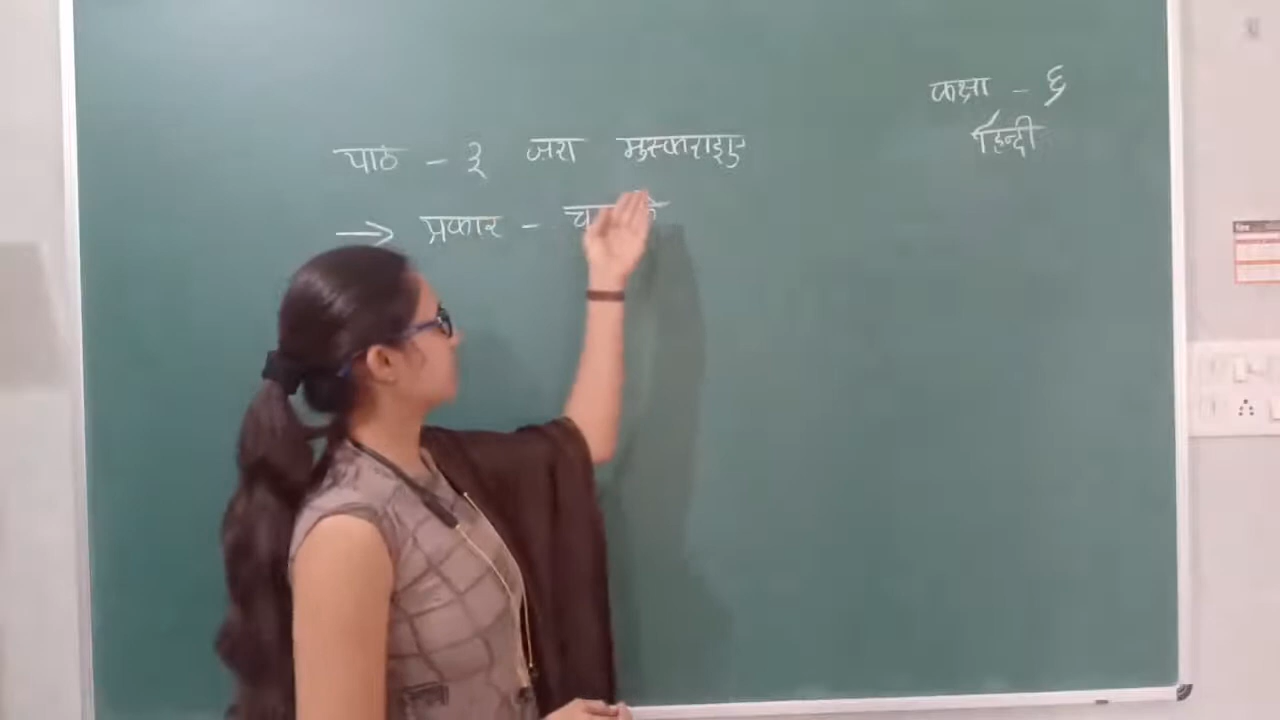 कक्षा - ६
हिन्दी
पाठ - ३ जरा मुस्कराइए
→ प्रकार -